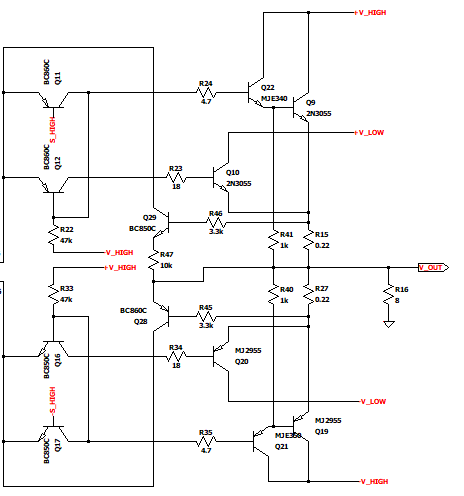 +V_HIGH
BC860C
Q11
R24
4.7
Q22
MJE340
Q9
2N3055
S_HIGH
+V_LOW
BC860C
Q12
R23
18
Q10
2N3055
Q29
BC850C
R46
3.3k
R22
47k
R41
1k
R15
0.22
-V_HIGH
R47
10k
+V_HIGH
V_OUT
R33
47k
R40
1k
R27
0.22
R16
8
BC860C
Q28
R45
3.3k
BC850C
Q16
R34
18
MJ2955
Q20
-S_HIGH
-V_LOW
BC850C
Q17
R35
4.7
MJE350
Q21
MJ2955
Q19
-V_HIGH